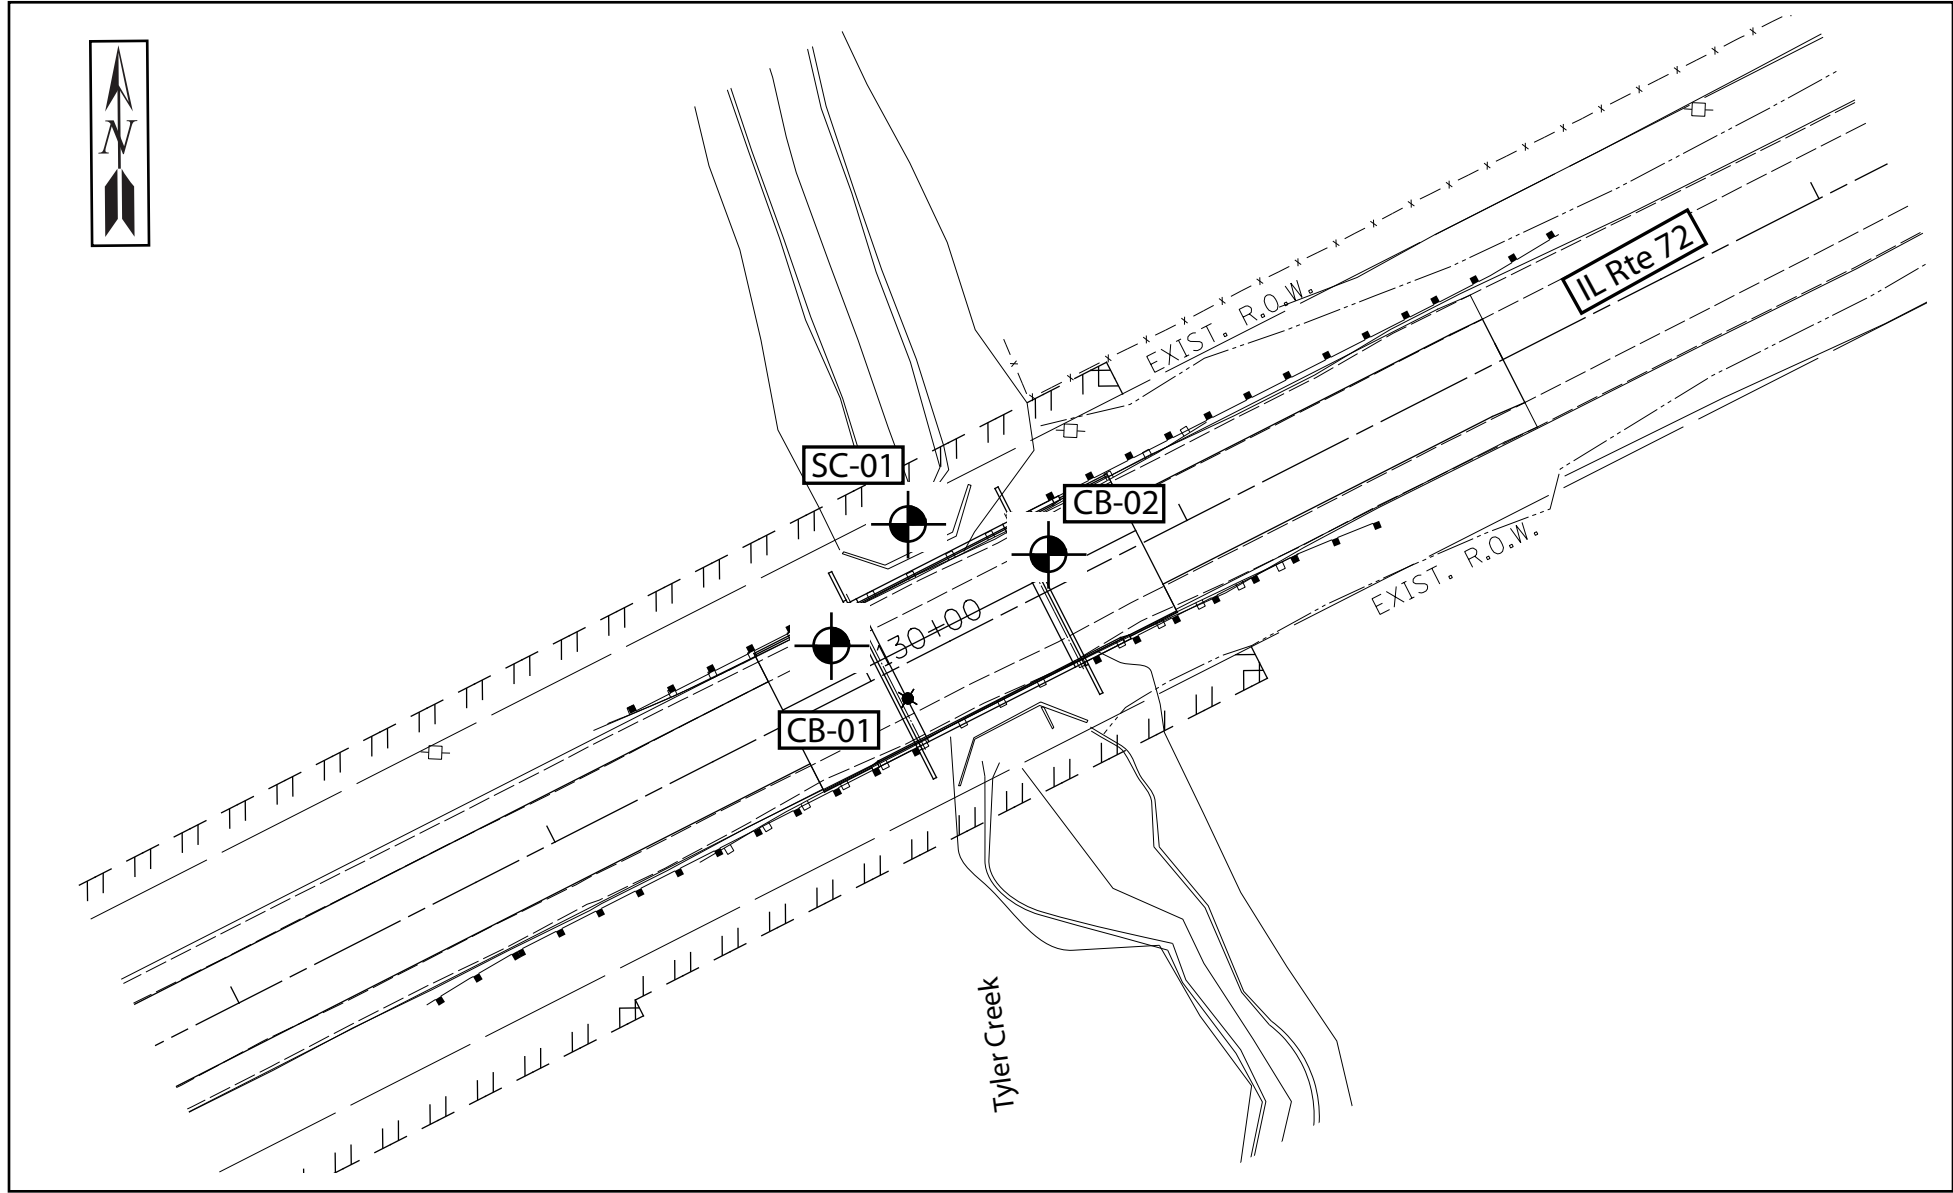 N
IL Rte 72
EXIST. R.O.W.
SC-01
CB-02
EXIST. R.O.W.
30+00
CB-01
Tyler Creek